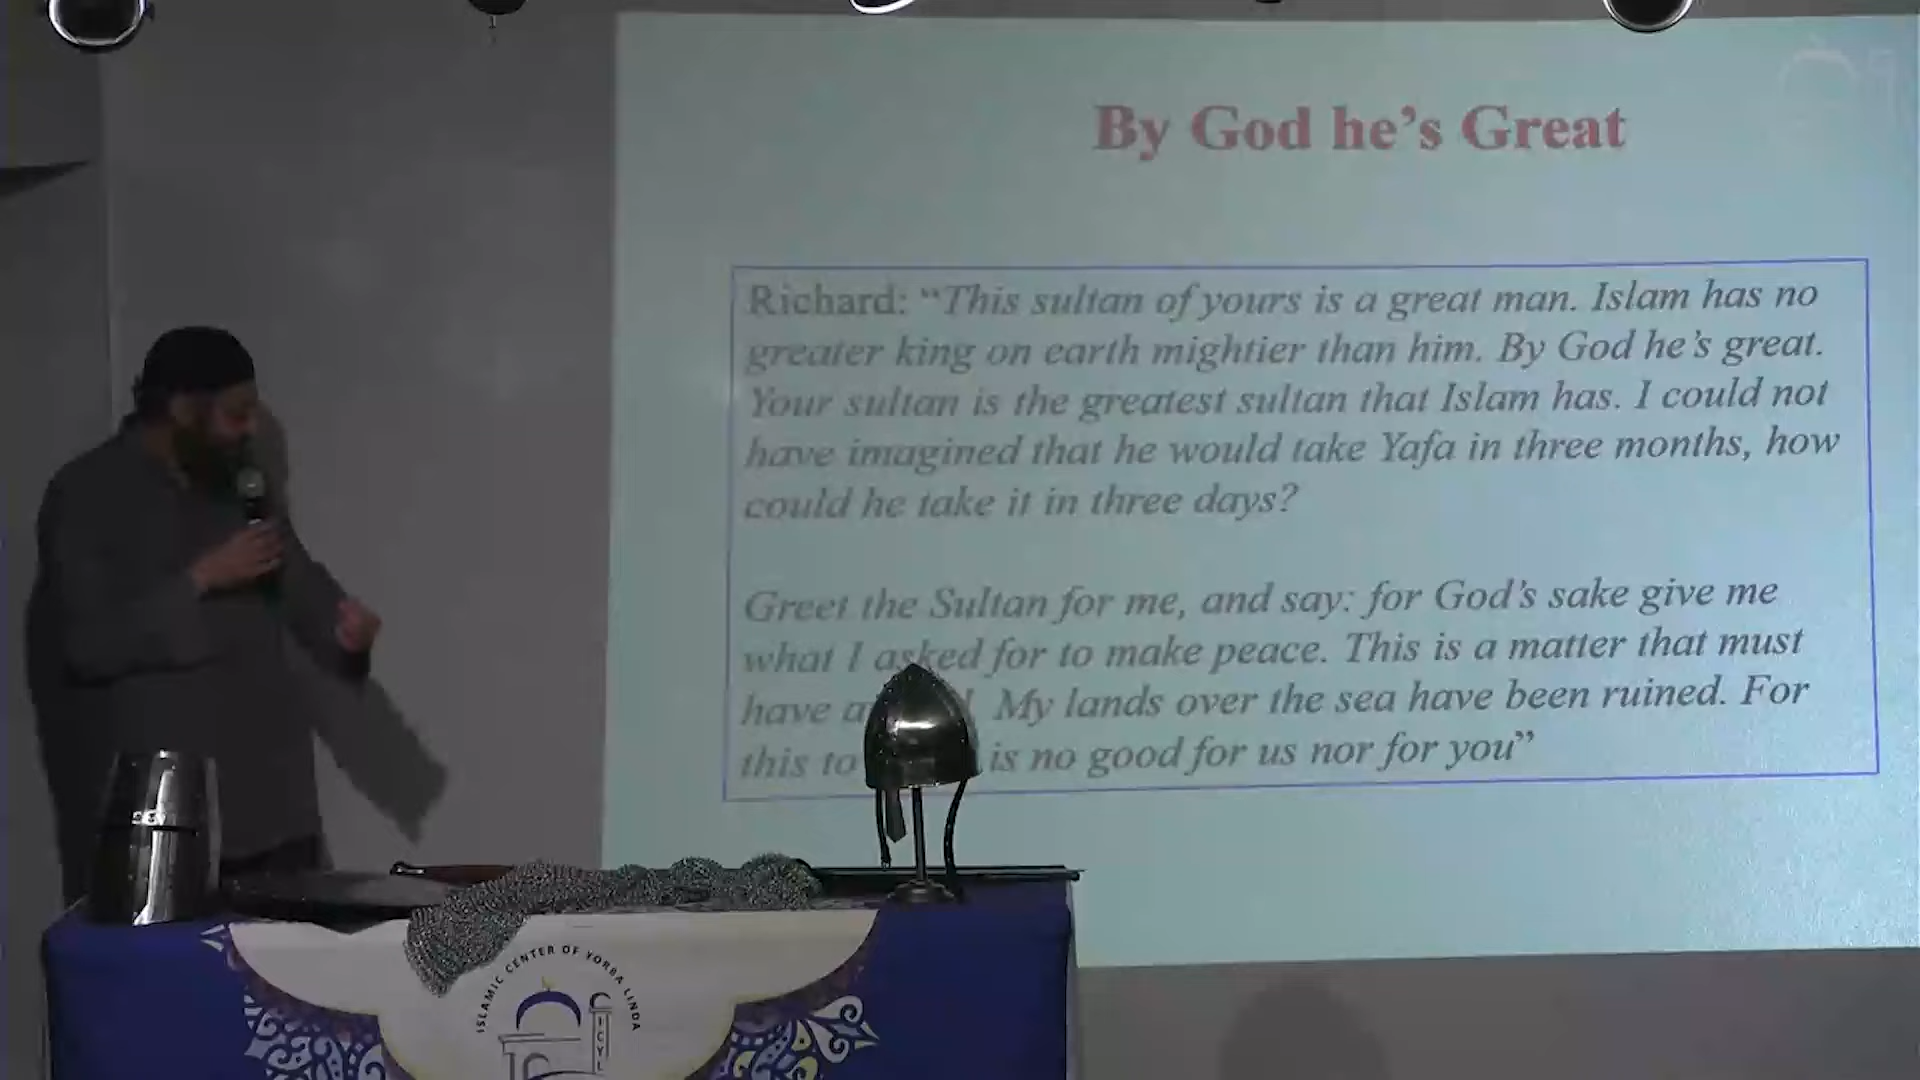 By God he's Great
Richard: “This sultan of yours is a great man. Islam has no
greater king on earth mightier than him. By God he's great.
Your sultan is the greatest sultan that Islam has. I could not
have imagined that he would take Yafa in three months, how
could he take it in three days?
Greet the Sultan for me, and say: for God's sake give me
what I asked for to make peace. This is a matter that must
have My lands over the sea have been ruined. For
this to is no good for us nor for you”
ISLAMIC CENTER OF YORBA LINDA
ICYL